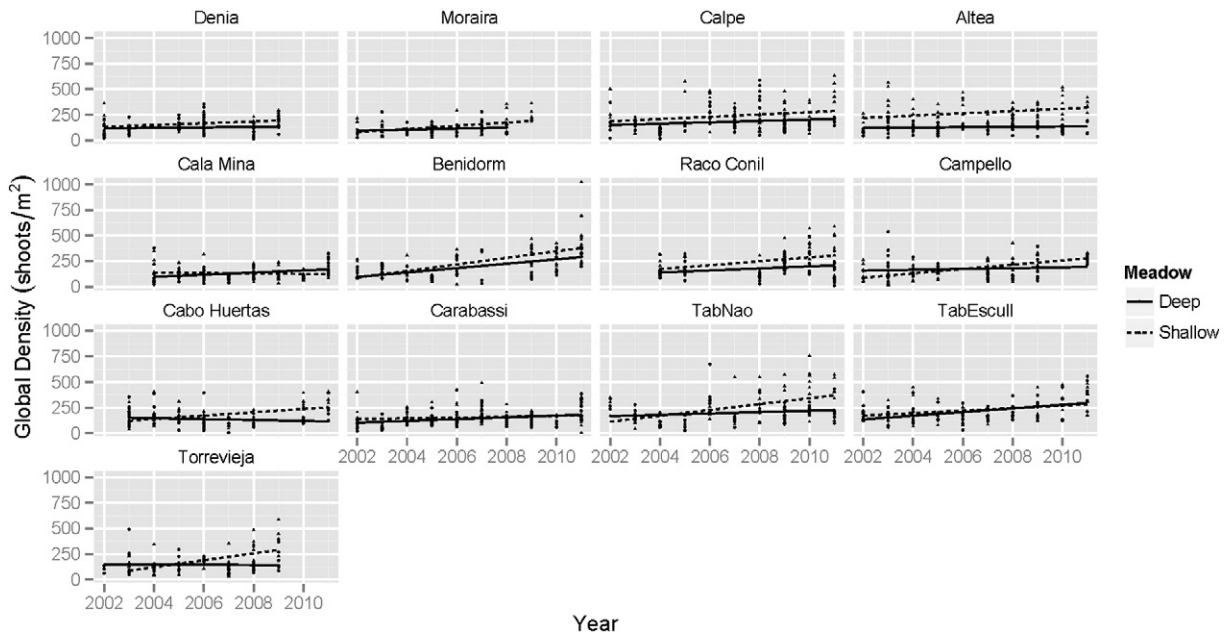 Denia Moraira Calpe Altea
1000
750
500
250
0
Cala Mina Benidorm Raco Conil Campello
1000
750
500
250
0
Cabo Huertas Carabassi TabNao TabEscull
1000
750
500
250
0
2002 2004 2006 2008 2010 2002 2004 2006 2008 2010 2002 2004 2006 2008 2010
Torrevieja
1000
750
500
250
0
2002 2004 2006 2008 2010
Global Density (shoots/m²)
Year
Meadow
Deep
Shallow